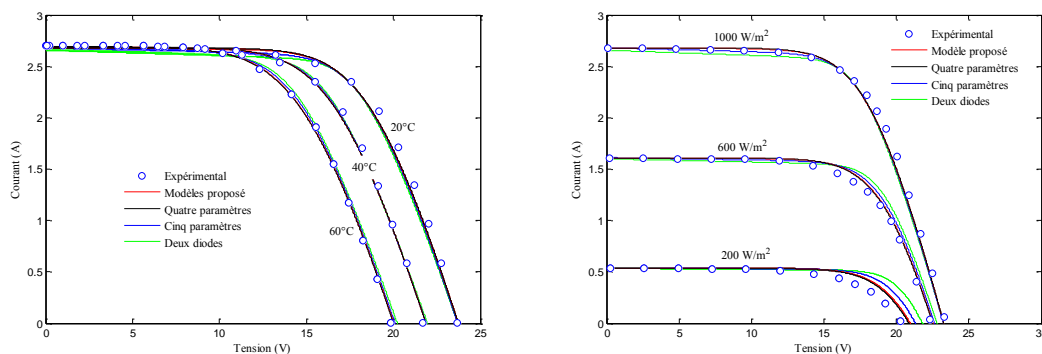 3
2.5
2
1.5
1
0.5
0
Courant (A)
20°C
40°C
60°C
Expérimental
Modèles proposé
Quatre paramètres
Cinq paramètres
Deux diodes
0 5 10 15 20 25
Tension (V)
3
2.5
2
1.5
1
0.5
0
Courant (A)
1000 W/m²
600 W/m²
200 W/m²
Expérimental
Modèle proposé
Quatre paramètres
Cinq paramètres
Deux diodes
0 5 10 15 20 25
Tension (V)